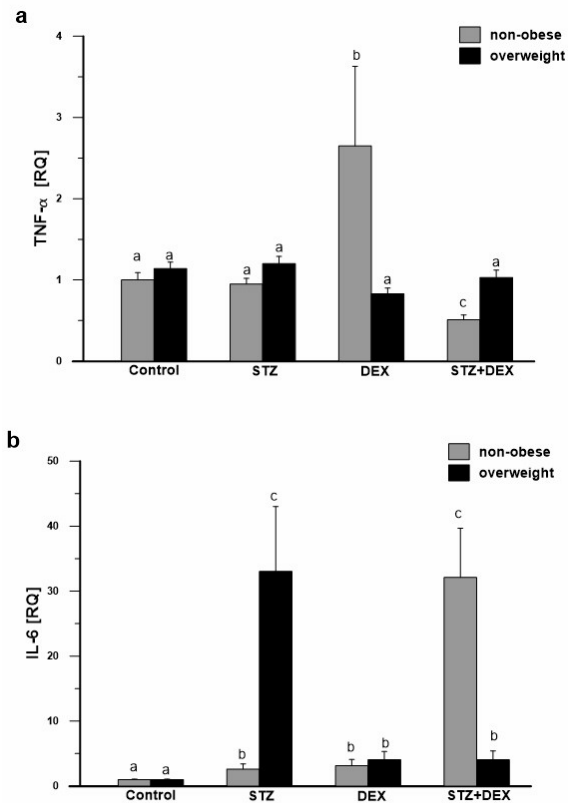 a
non-obese
overweight
TNF-α [RQ]
4
3
2
1
0
a a
a a
b a
c a
Control STZ DEX STZ+DEX
b
non-obese
overweight
IL-6 [RQ]
50
40
30
20
10
0
a a
b c
b b
c b
Control STZ DEX STZ+DEX